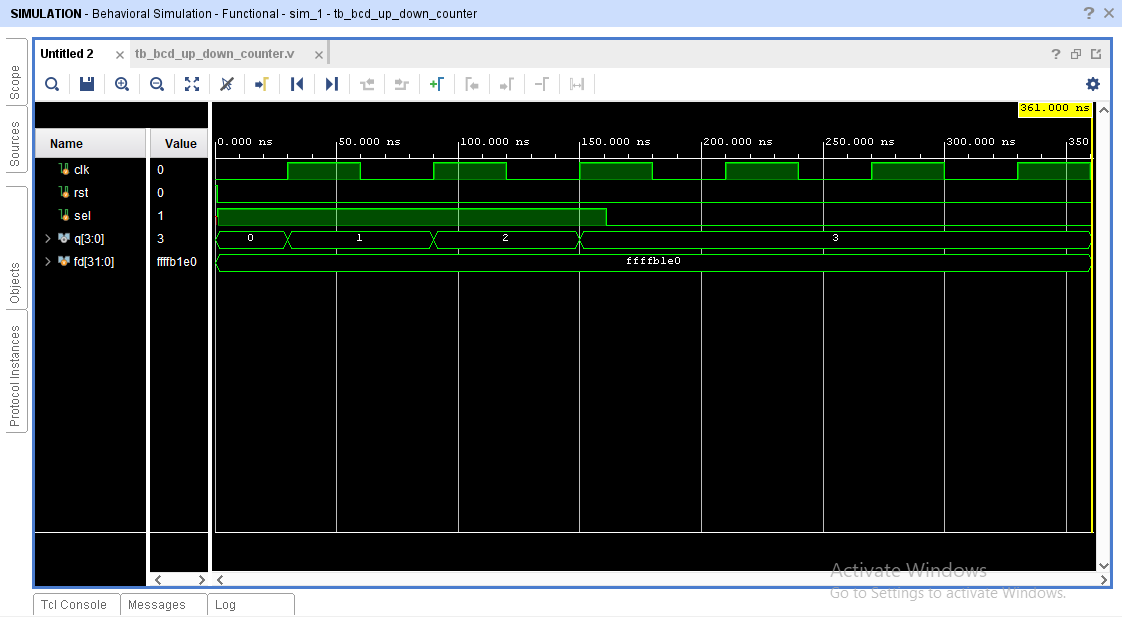 SIMULATION - Behavioral Simulation - Functional - sim_1 - tb_bcd_up_down_counter
Untitled 2
tb_bcd_up_down_counter.v
Scope
Sources
Objects
Protocol Instances
361.000 ns
Name Value
0.000 ns 50.000 ns 100.000 ns 150.000 ns 200.000 ns 250.000 ns 300.000 ns 350
clk 0
rst 0
sel 1
q[3:0] 3 0 1 2 3
fd[31:0] ffffb1e0 ffffb1e0
Activate Windows
Go to Settings to activate Windows.
Tcl Console Messages Log